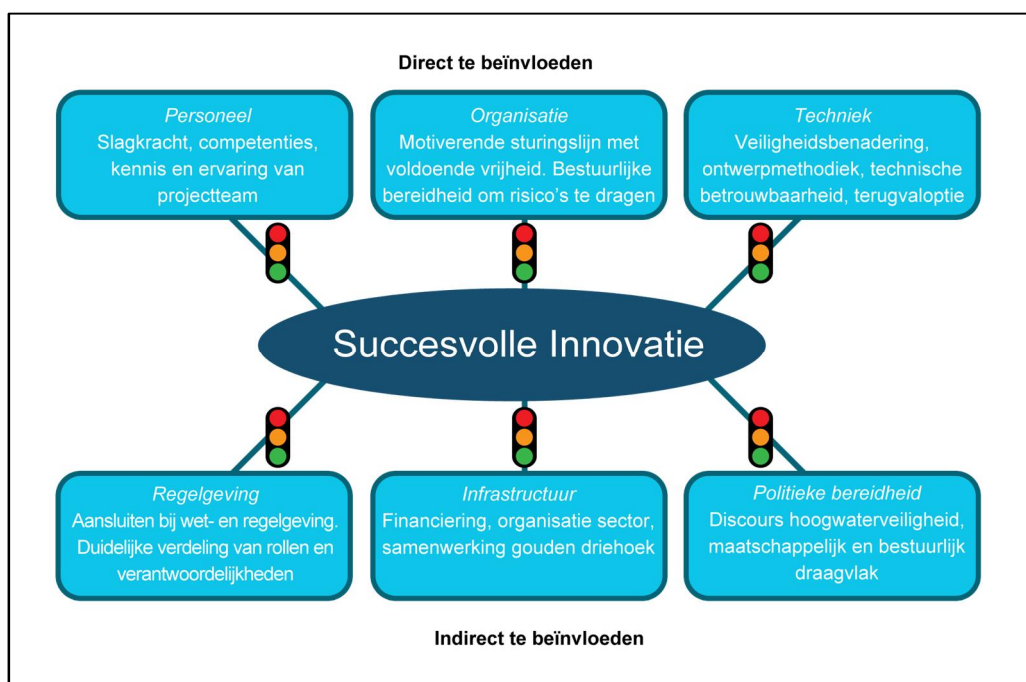 Direct te beïnvloeden
Personeel
Slagkracht, competenties,
kennis en ervaring van
projectteam
Organisatie
Motiverende sturingslijn met
voldoende vrijheid. Bestuurlijke
bereidheid om risico's te dragen
Techniek
Veiligheidsbenadering,
ontwerpmethodiek, technische
betrouwbaarheid, terugvaloptie
Succesvolle Innovatie
Regelgeving
Aansluiten bij wet- en regelgeving.
Duidelijke verdeling van rollen en
verantwoordelijkheden
Infrastructuur
Financiering, organisatie sector,
samenwerking gouden driehoek
Politieke bereidheid
Discours hoogwaterveiligheid,
maatschappelijk en bestuurlijk
draagvlak
Indirect te beïnvloeden